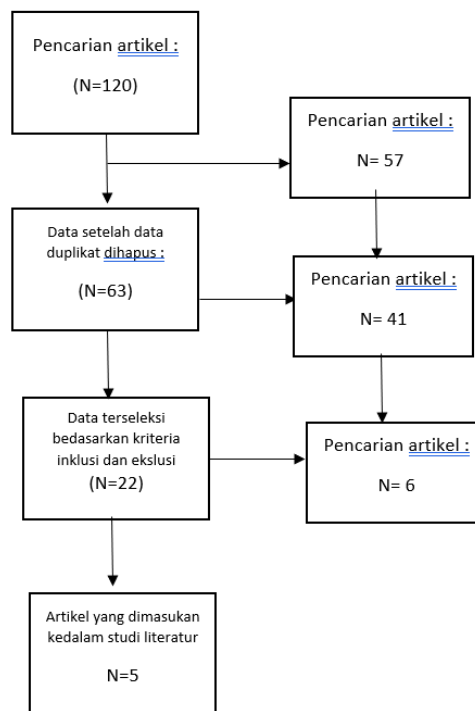 Pencarian artikel :
(N=120)
Pencarian artikel :
N= 57
Data setelah data
duplikat dihapus :
(N=63)
Pencarian artikel :
N= 41
Data terseleksi
bedasarkan kriteria
inklusi dan ekslusi
(N=22)
Pencarian artikel :
N= 6
Artikel yang dimasukan
kedalam studi literatur
N=5